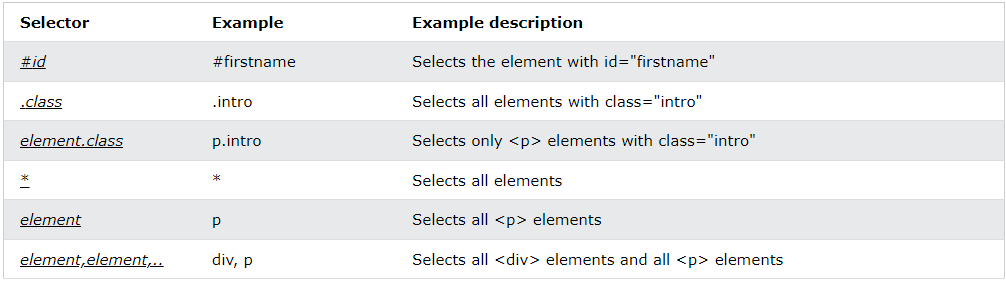 Selector Example Example description
#id #firstname Selects the element with id="firstname"
.class .intro Selects all elements with class="intro"
element.class p.intro Selects only <p> elements with class="intro"
* * Selects all elements
element p Selects all <p> elements
element,element,.. div, p Selects all <div> elements and all <p> elements